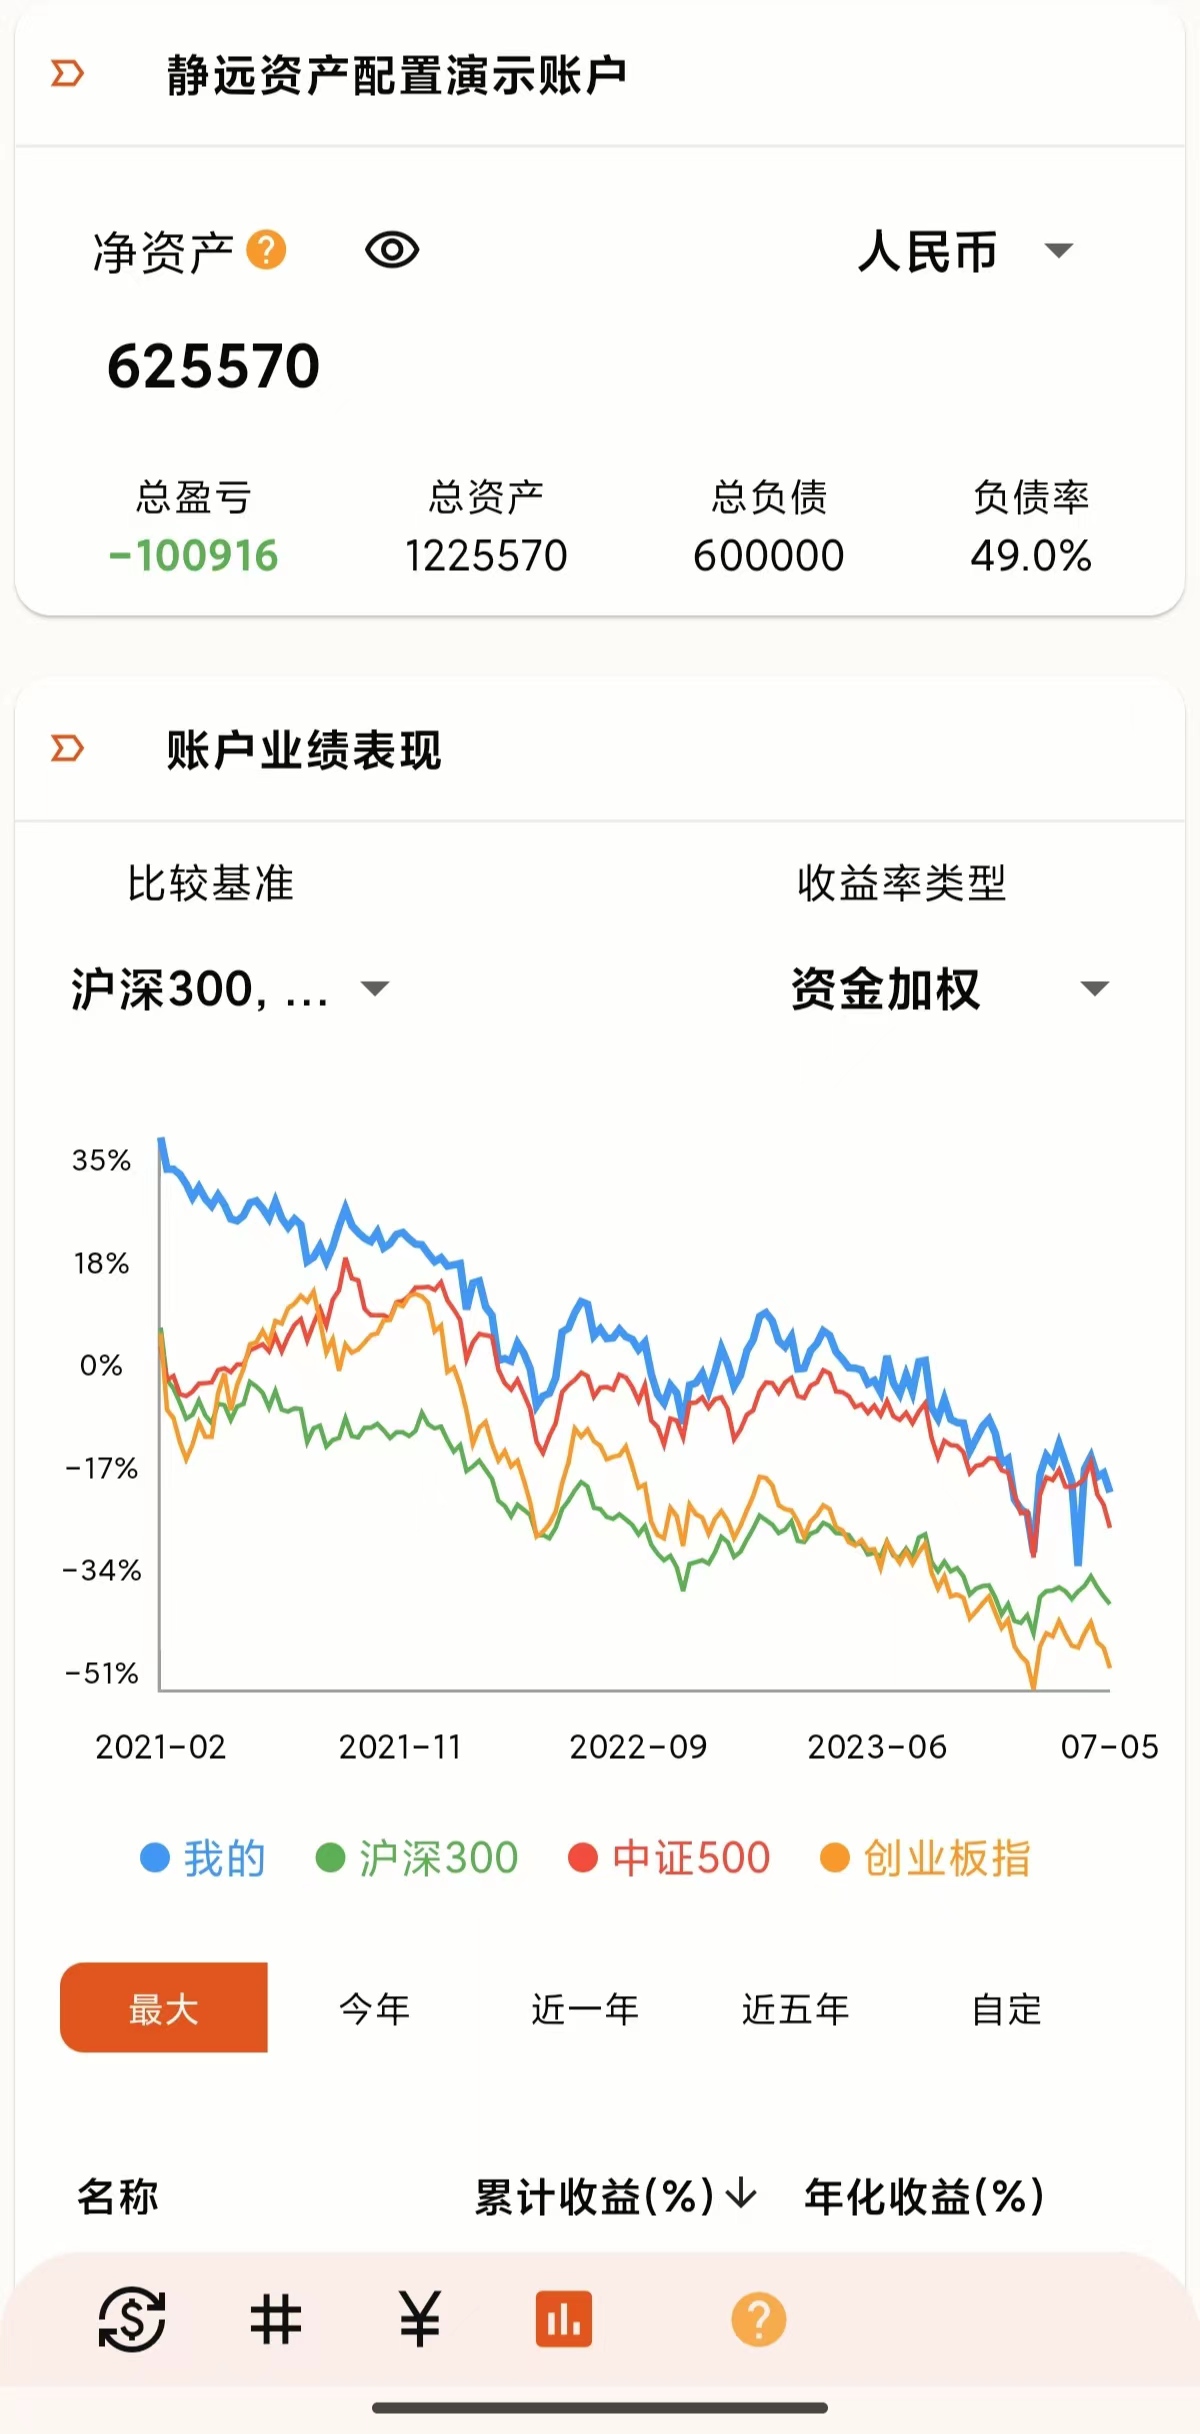 静远资产配置演示账户
净资产 ? 人民币
625570
总盈亏 总资产 总负债 负债率
-100916 1225570 600000 49.0%
账户业绩表现
比较基准 收益率类型
沪深300, ... 资金加权
35%
18%
0%
-17%
-34%
-51%
2021-02 2021-11 2022-09 2023-06 07-05
我的 沪深300 中证500 创业板指
最大 今年 近一年 近五年 自定
名称 累计收益(%)↓ 年化收益(%)
$ # ¥ ?